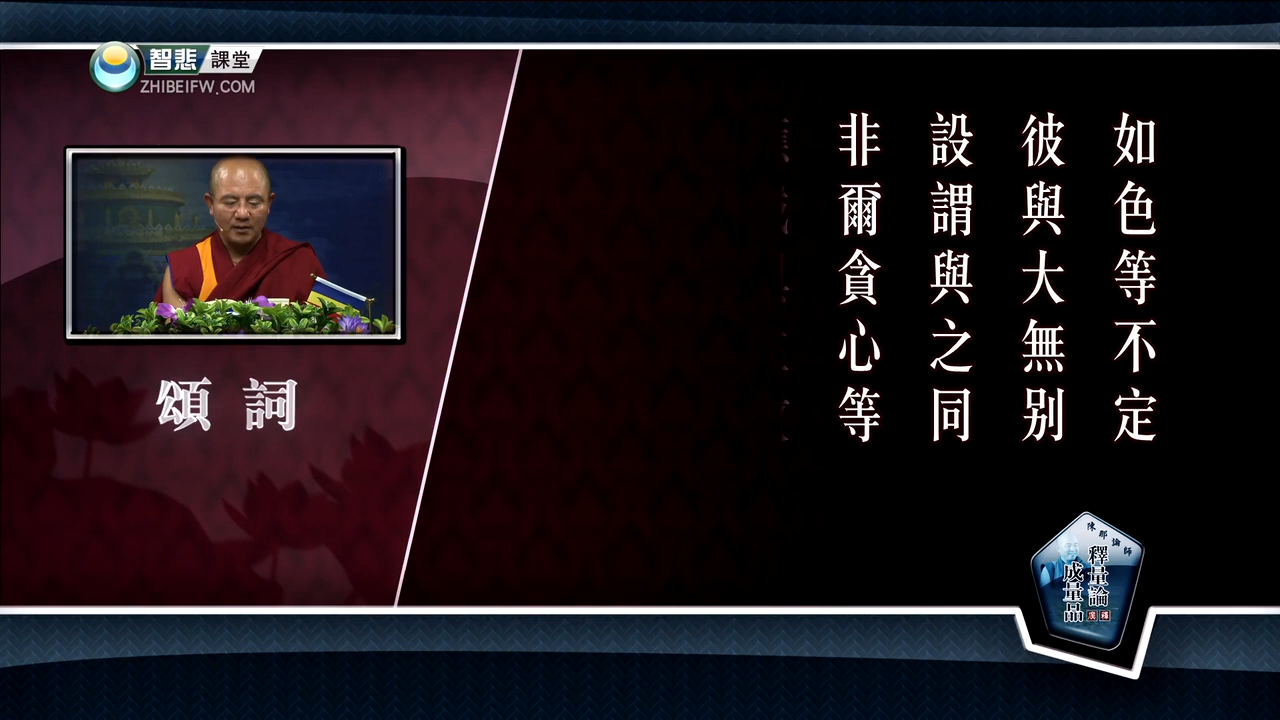 智悲課堂
ZHIBEIFW.COM
頌詞
如色等不定
彼與大無別
設謂與之同
非爾貪心等
陳那論師
釋量論
成量品
廣釋